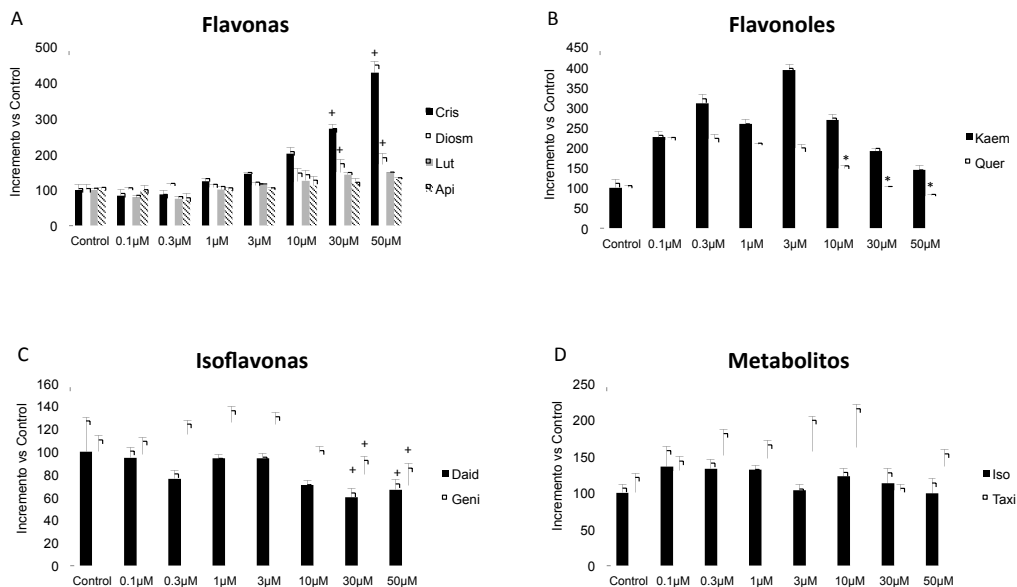 A
Flavonas
Incremento vs Control
500
400
300
200
100
0
+
+
+
+
Control 0.1µM 0.3µM 1µM 3µM 10µM 30µM 50µM
Cris
Diosm
Lut
Api
B
Flavonoles
Incremento vs Control
450
400
350
300
250
200
150
100
50
0
*
*
*
Control 0.1µM 0.3µM 1µM 3µM 10µM 30µM 50µM
Kaem
Quer
C
Isoflavonas
Incremento vs Control
160
140
120
100
80
60
40
20
0
+
+
+
+
Control 0.1µM 0.3µM 1µM 3µM 10µM 30µM 50µM
Daid
Geni
D
Metabolitos
Incremento vs Control
250
200
150
100
50
0
Control 0.1µM 0.3µM 1µM 3µM 10µM 30µM 50µM
Iso
Taxi